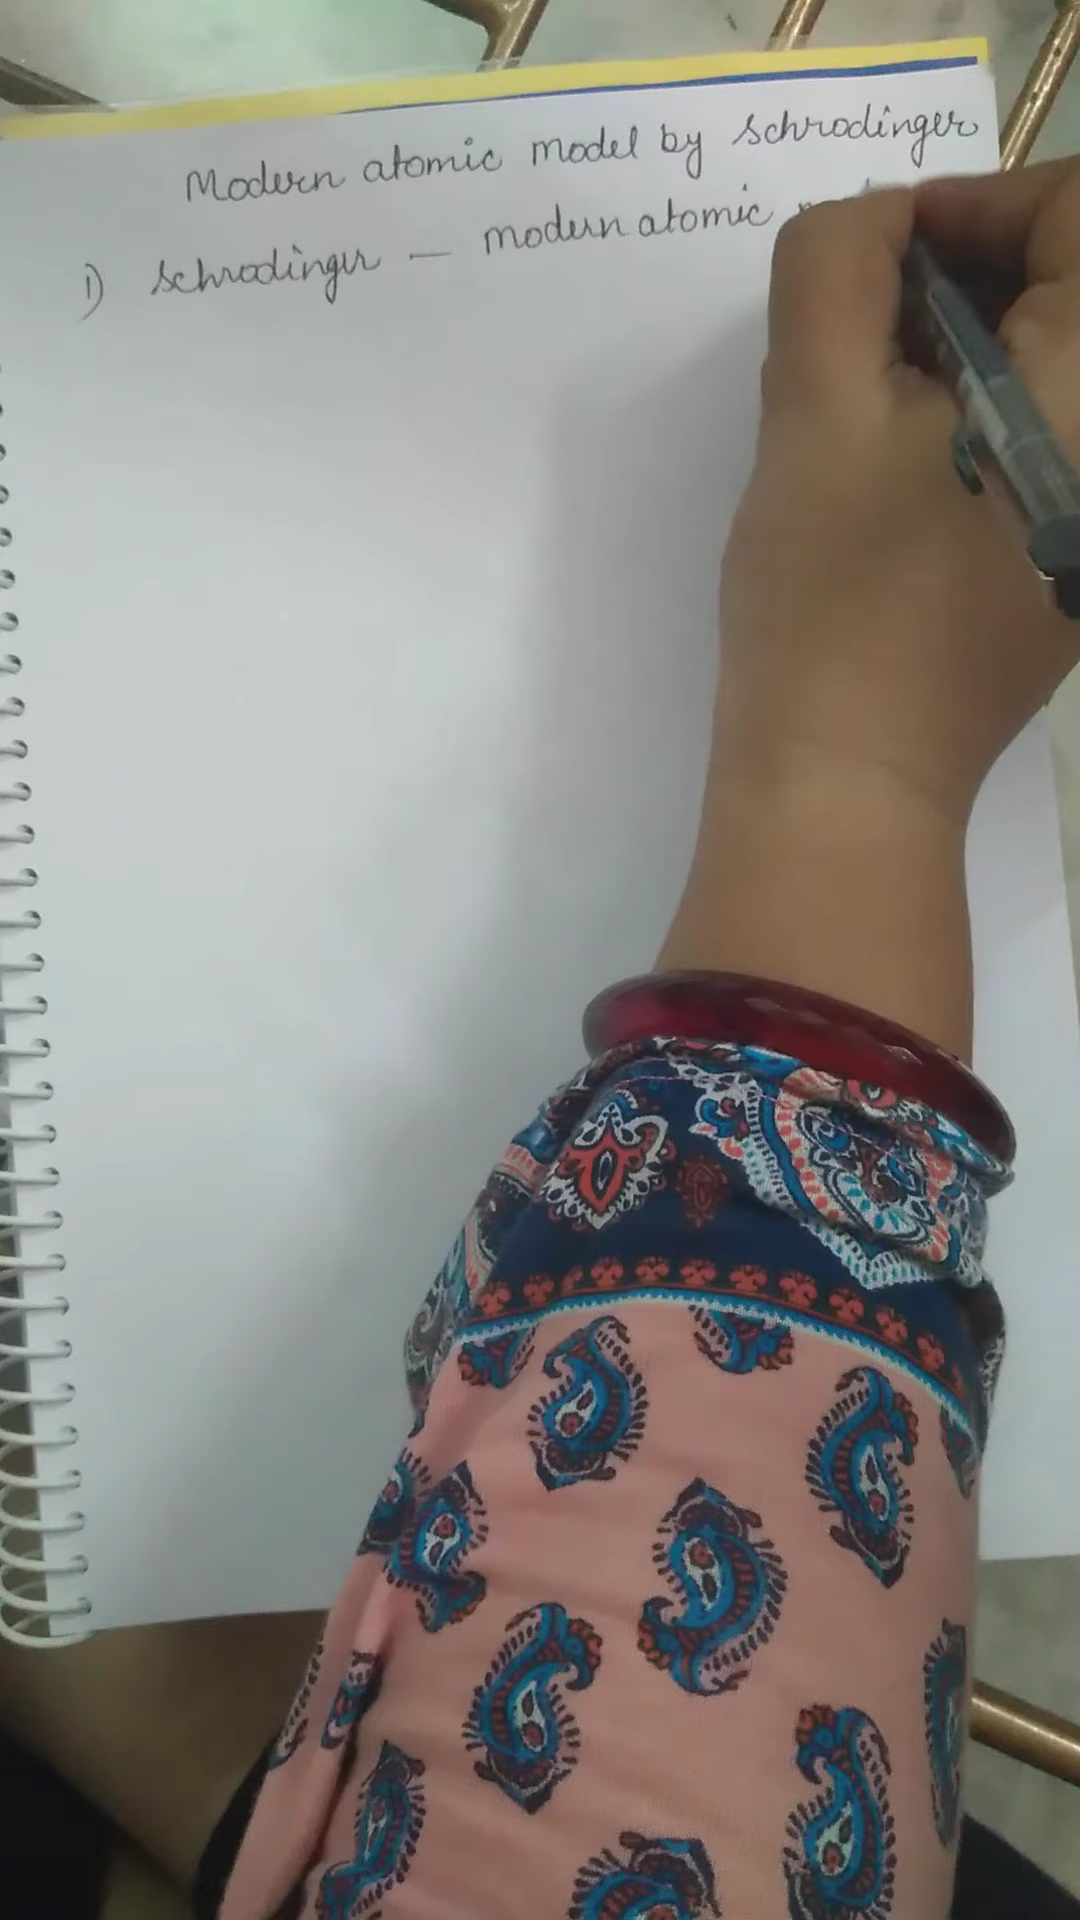 Modern atomic model by schrodinger
1) schrodinger — modern atomic